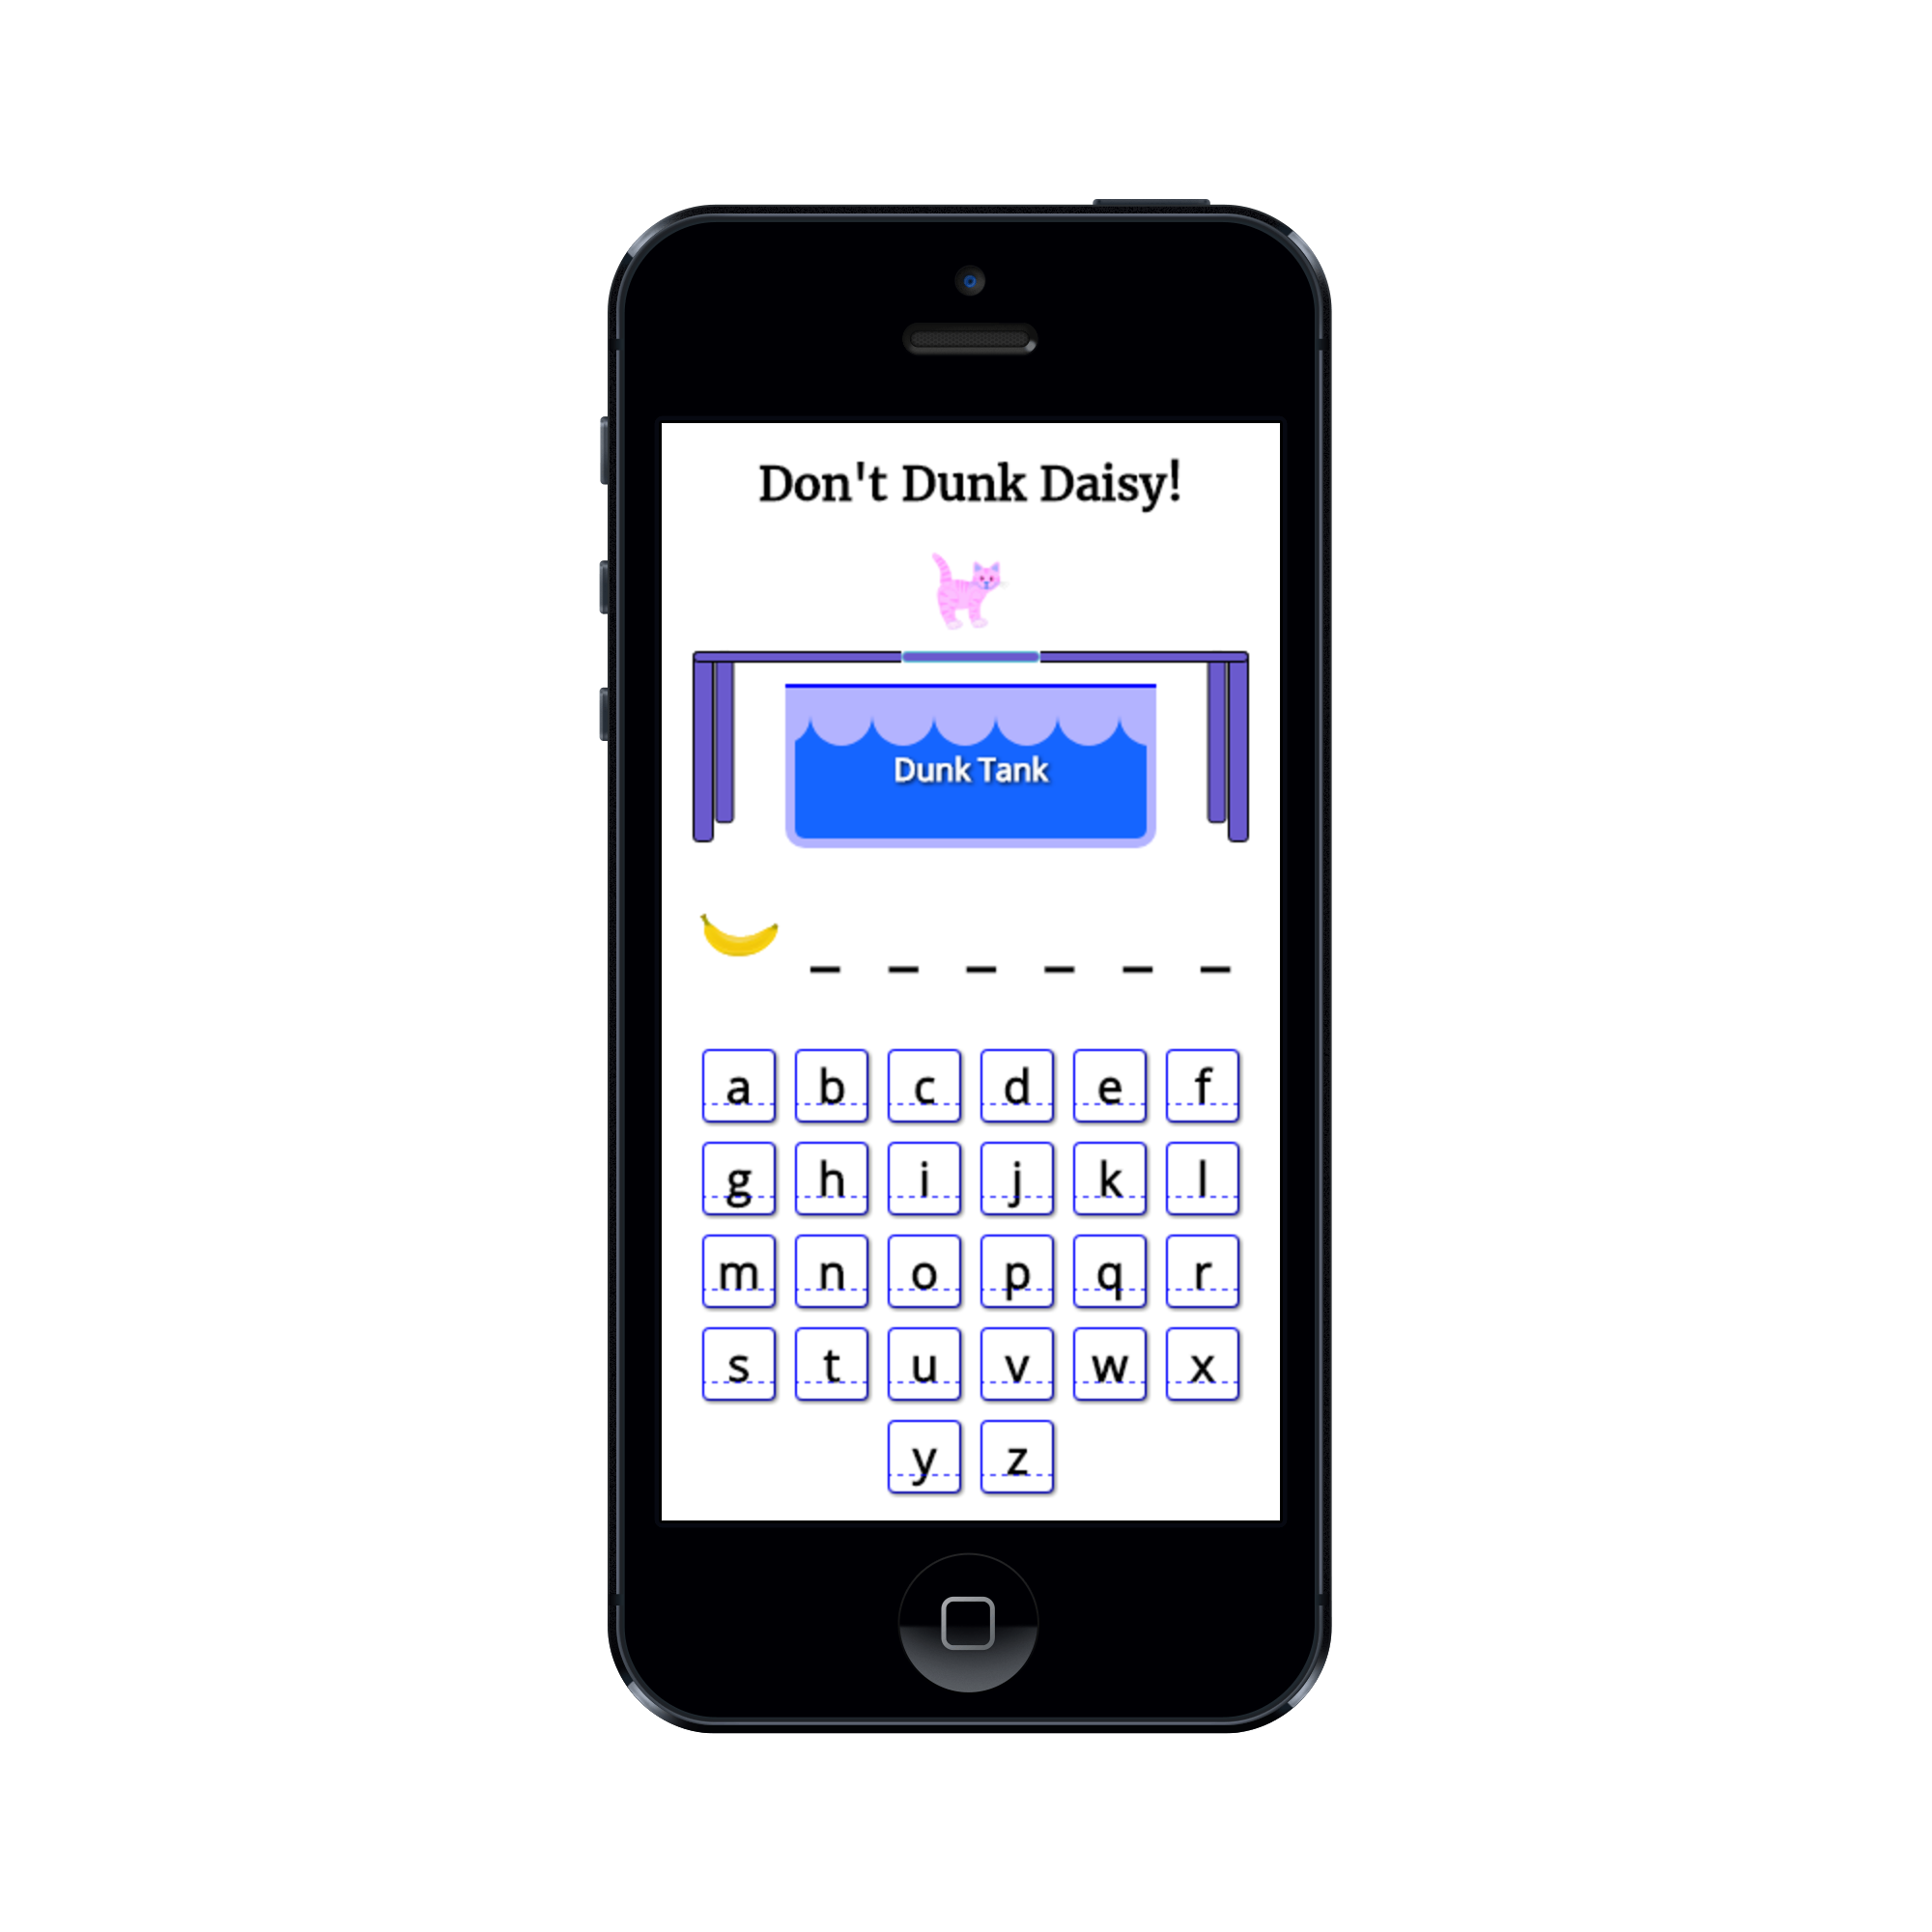 Don't Dunk Daisy!
Dunk Tank
_ _ _ _ _ _
a b c d e f
g h i j k l
m n o p q r
s t u v w x
y z